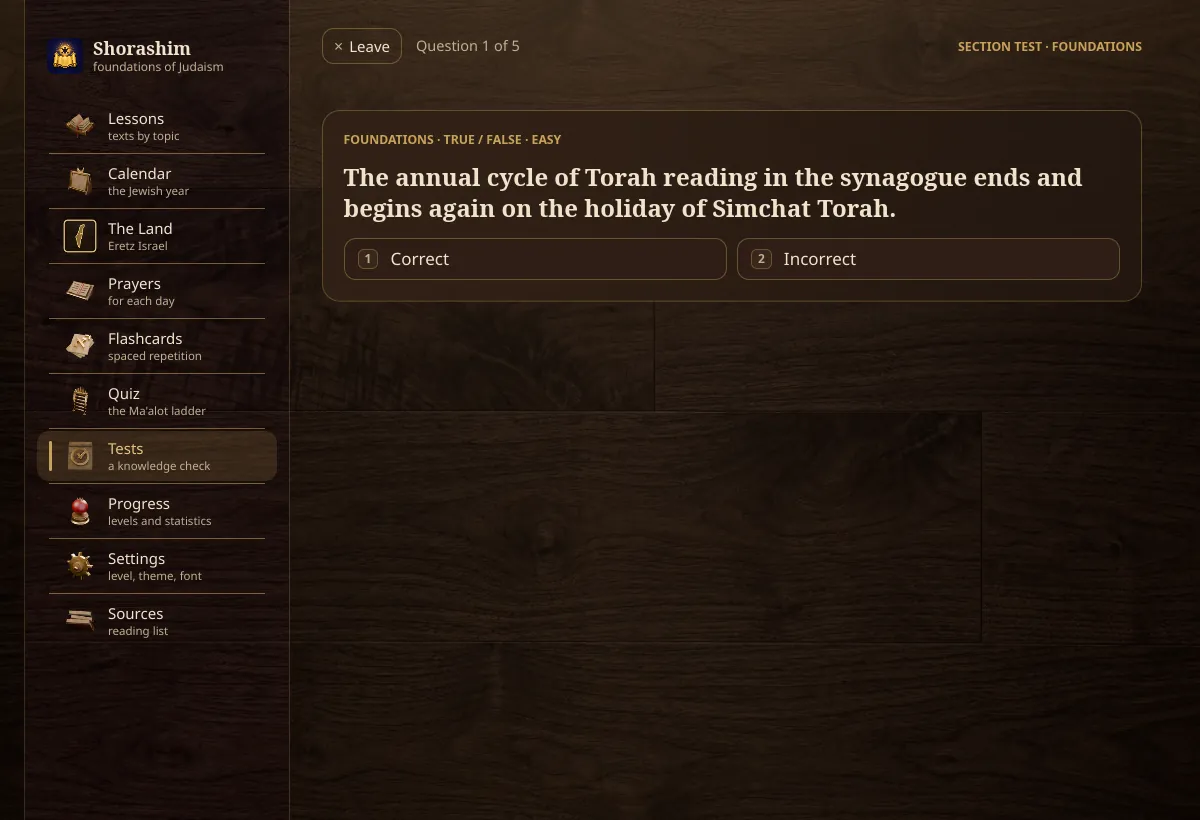 Shorashim
foundations of Judaism
Lessons
texts by topic
Calendar
the Jewish year
The Land
Eretz Israel
Prayers
for each day
Flashcards
spaced repetition
Quiz
the Ma'alot ladder
Tests
a knowledge check
Progress
levels and statistics
Settings
level, theme, font
Sources
reading list
× Leave
Question 1 of 5
SECTION TEST · FOUNDATIONS
FOUNDATIONS · TRUE / FALSE · EASY
The annual cycle of Torah reading in the synagogue ends and
begins again on the holiday of Simchat Torah.
1 Correct
2 Incorrect